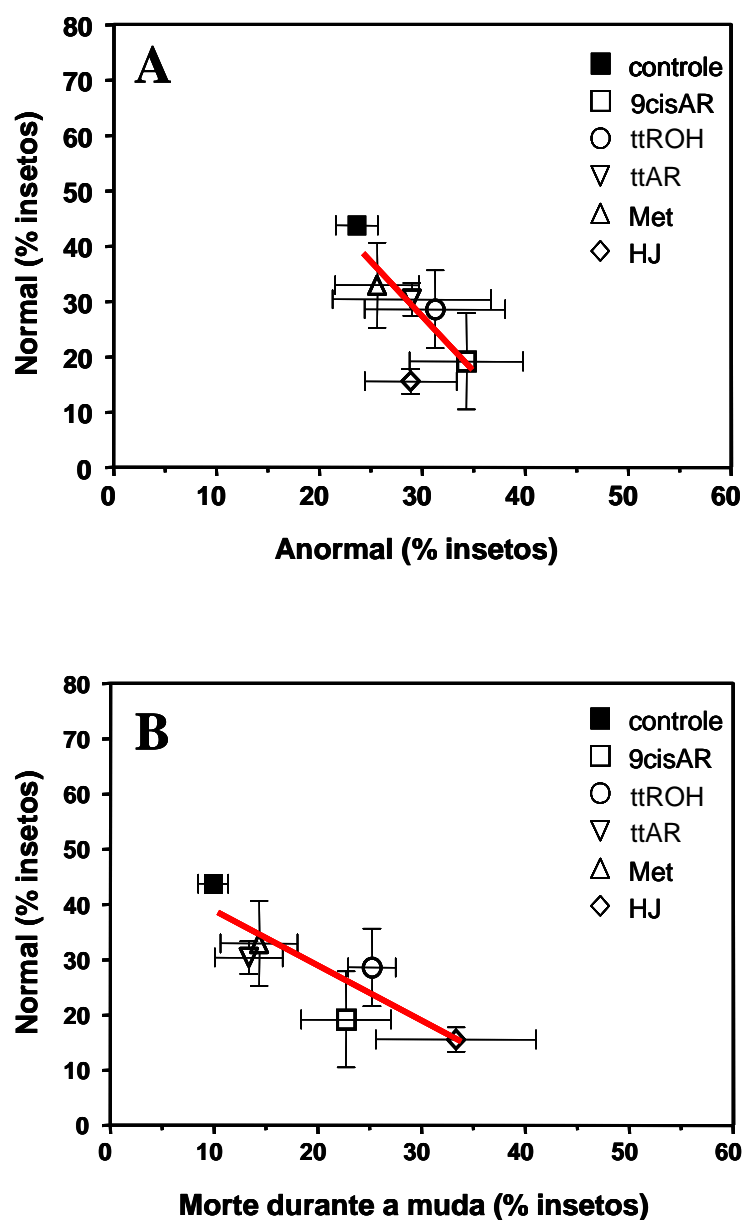 A
80
70
60
50
40
30
20
10
0
Normal (% insetos)
controle
9cisAR
ttROH
ttAR
Met
HJ
0 10 20 30 40 50 60
Anormal (% insetos)
B
80
70
60
50
40
30
20
10
0
Normal (% insetos)
controle
9cisAR
ttROH
ttAR
Met
HJ
0 10 20 30 40 50 60
Morte durante a muda (% insetos)